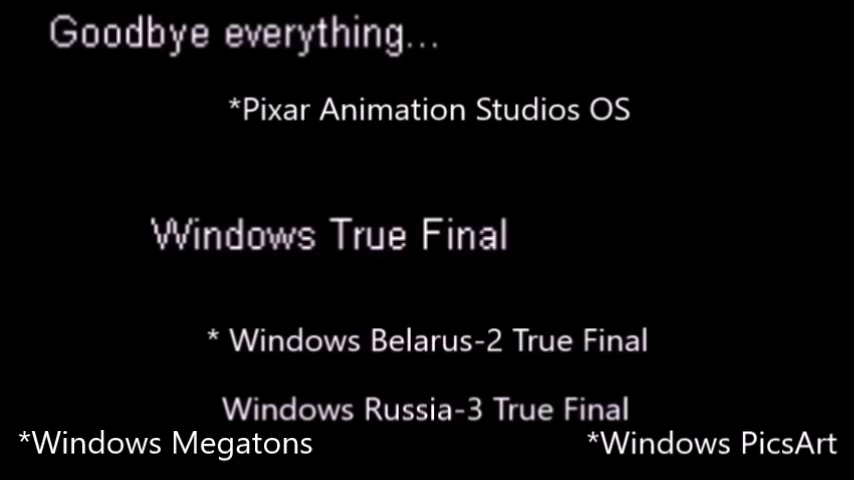 Goodbye everything...
*Pixar Animation Studios OS
Windows True Final
* Windows Belarus-2 True Final
Windows Russia-3 True Final
*Windows Megatons
*Windows PicsArt